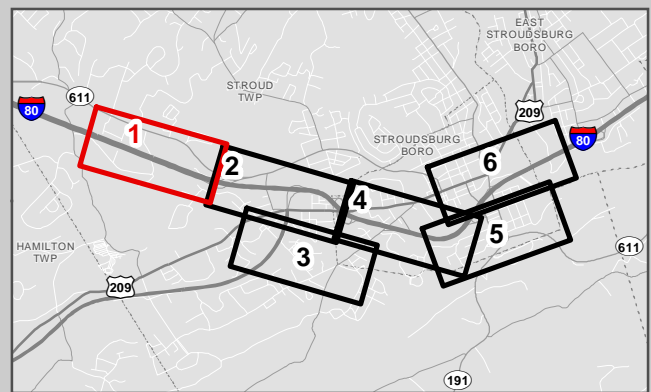 EAST
STROUDSBURG
BORO
611
80
STROUD
TWP
209
1
STROUDSBURG
BORO
80
2
6
4
HAMILTON
TWP
3
5
611
209
191